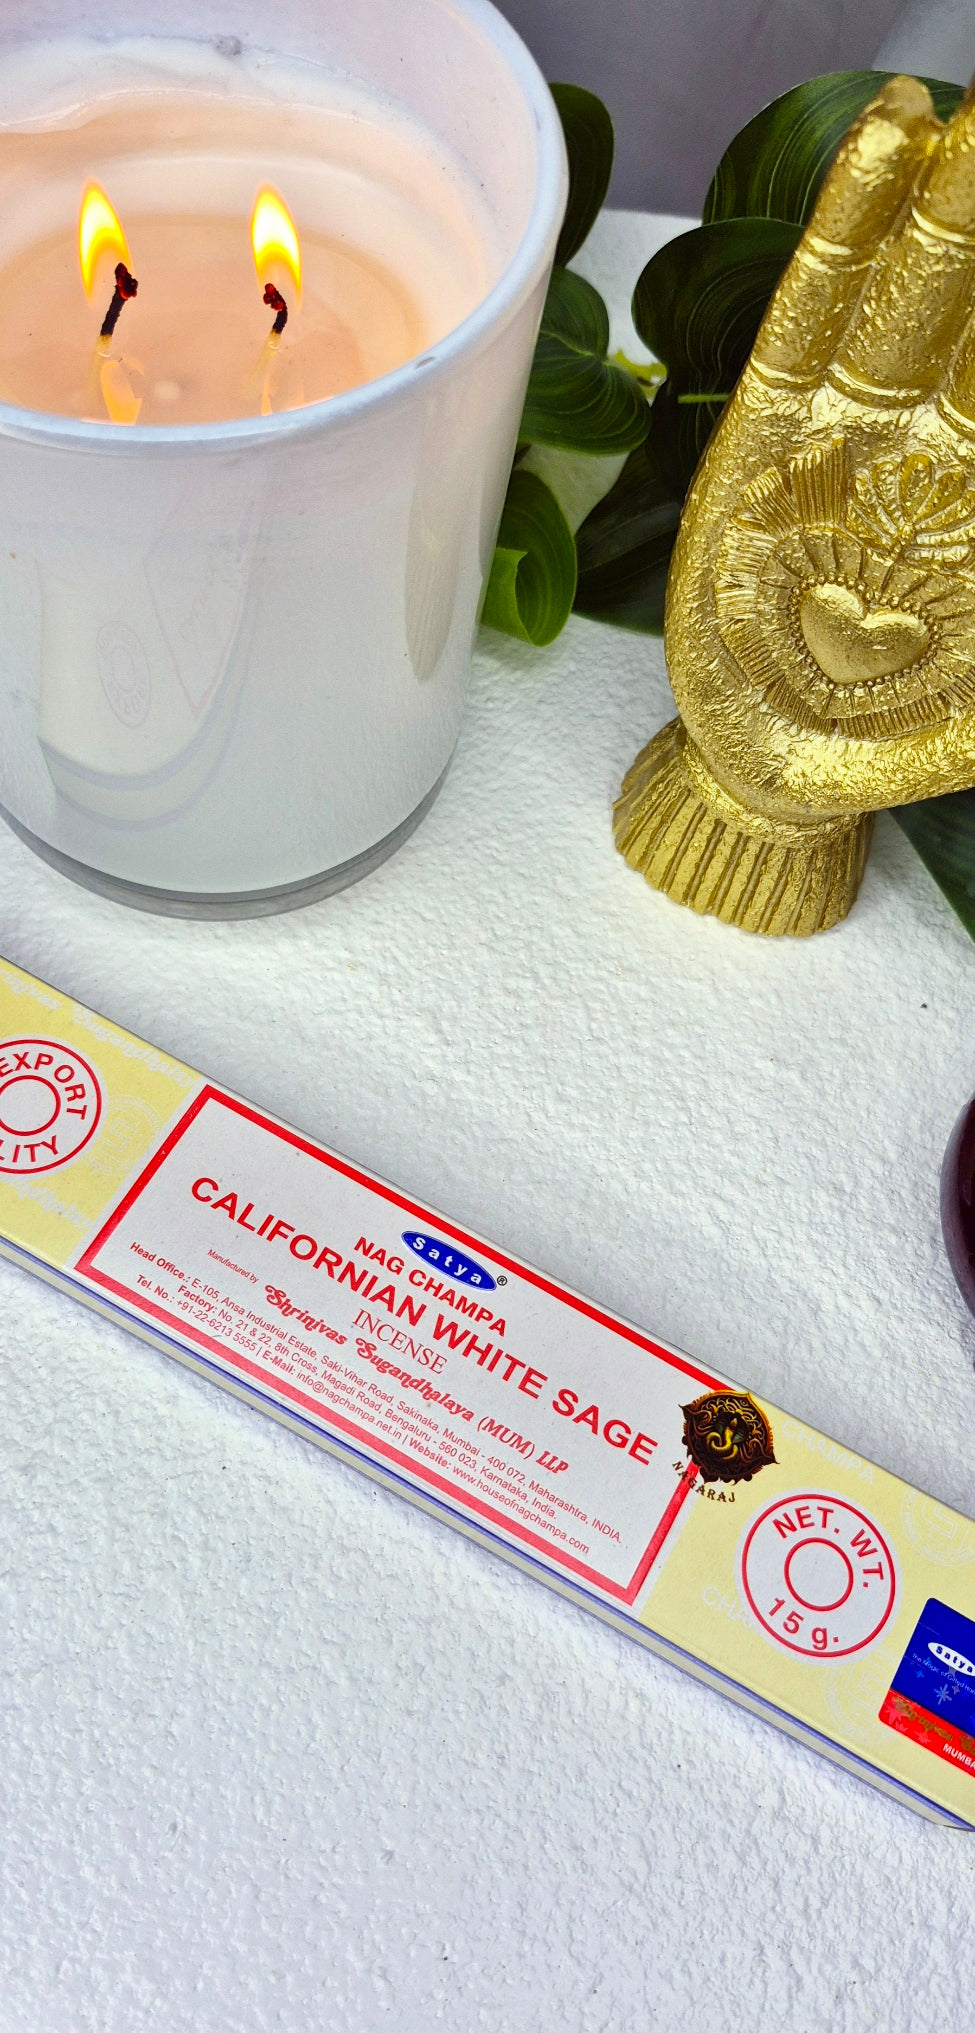 EXPORT
LITY
Satya®
NAG CHAMPA
CALIFORNIAN WHITE SAGE
INCENSE
Manufactured by
Shrinivas Sugandhalaya (MUM) LLP
Head Office.: E-105, Ansa Industrial Estate, Saki-Vihar Road, Sakinaka, Mumbai - 400 072, Maharashtra, INDIA.
Factory: No. 21 & 22, 8th Cross, Magadi Road, Bengaluru - 560 023, Karnataka, India.
Tel. No.: +91-22-6213 5555 | E-Mail: info@nagchampa.net.in | Website: www.houseofnagchampa.com
NAGARAJ
CHAMPA
NET. WT.
15 g.
Satya
MUMBA